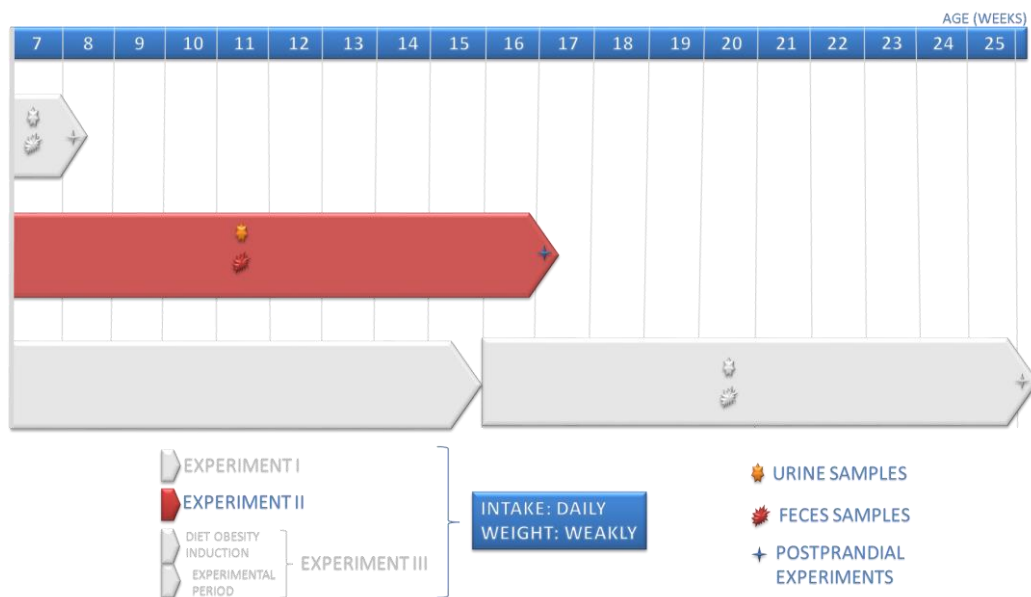 AGE (WEEKS)
7 8 9 10 11 12 13 14 15 16 17 18 19 20 21 22 23 24 25
EXPERIMENT I
EXPERIMENT II
DIET OBESITY
INDUCTION
EXPERIMENTAL
PERIOD
EXPERIMENT III
INTAKE: DAILY
WEIGHT: WEAKLY
URINE SAMPLES
FECES SAMPLES
POSTPRANDIAL
EXPERIMENTS